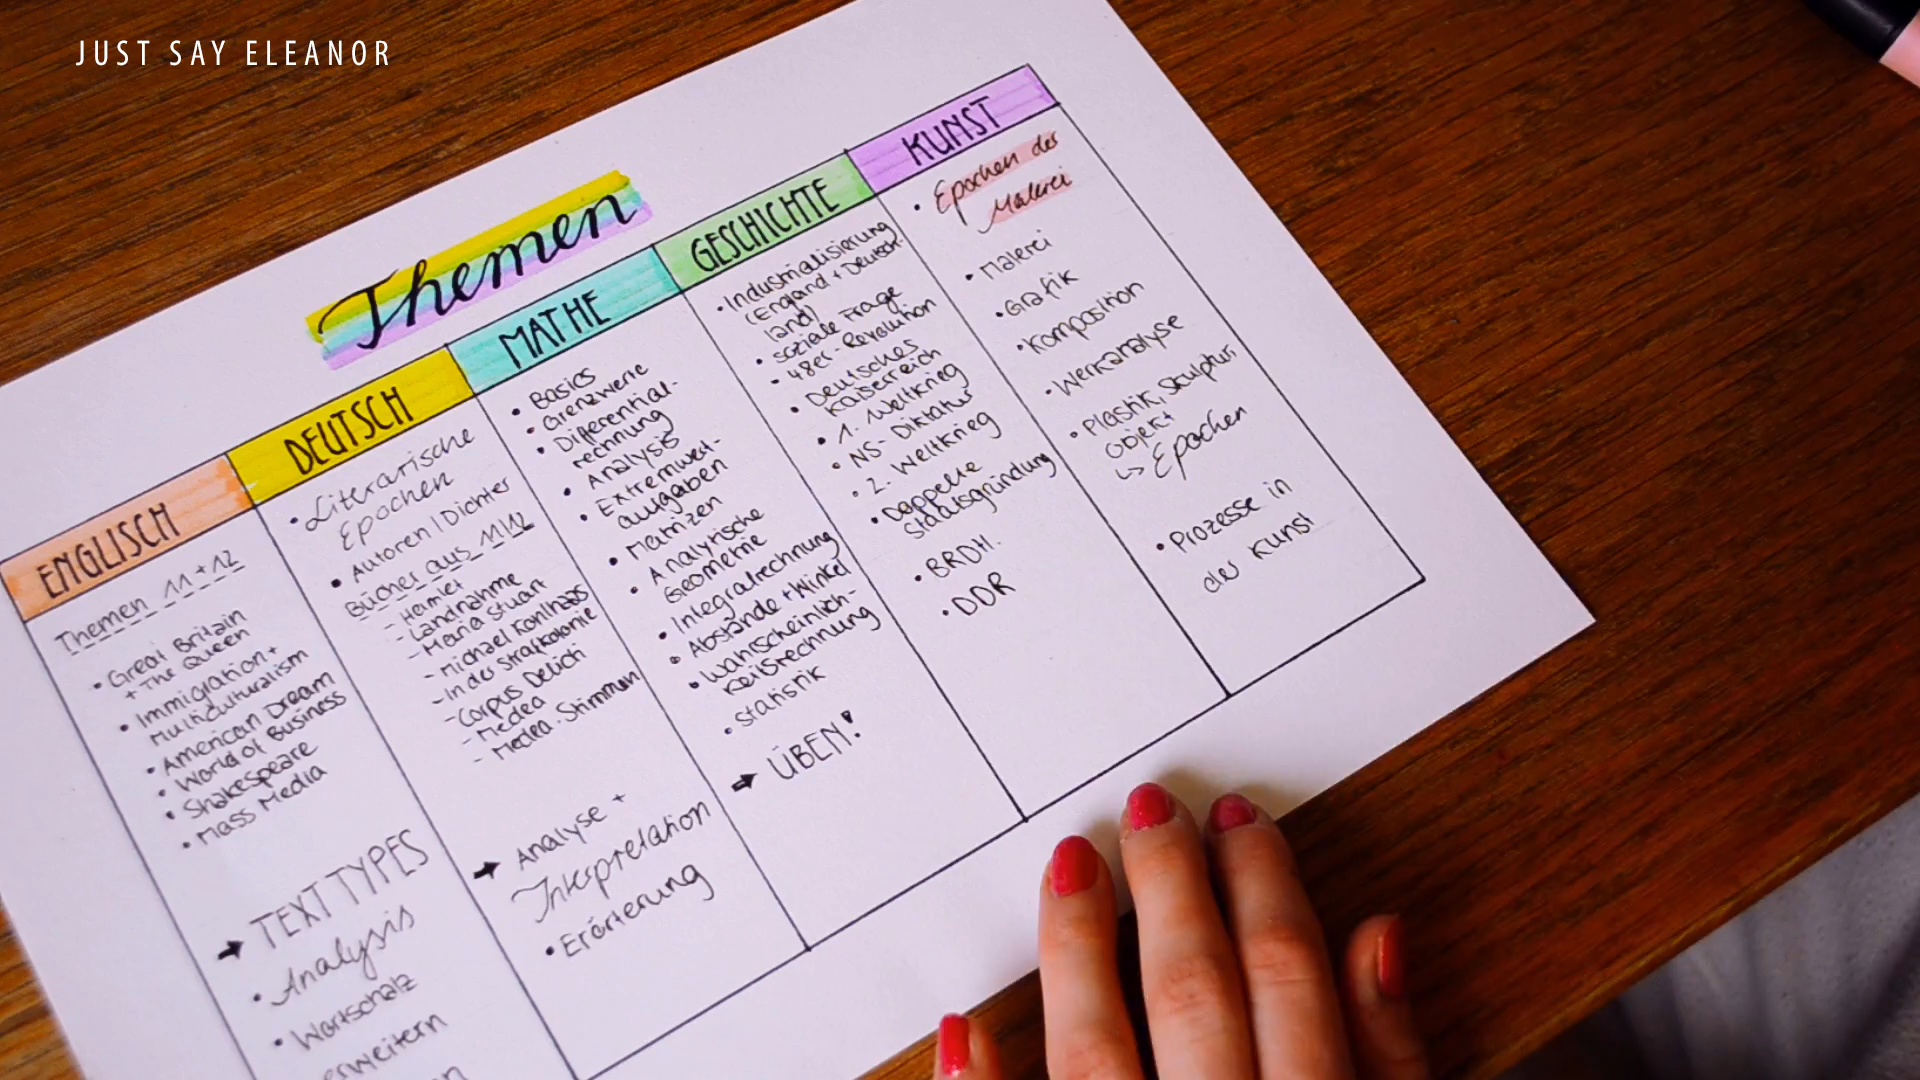 JUST SAY ELEANOR
Themen
ENGLISCH
Themen 11+12
• Great Britain
+ The Queen
• Immigration+
Multiculturalism
• American Dream
• World of Business
• Shakespeare
• Mass Media
→ TEXT TYPES
• Analysis
• Wortschatz
erweitern
DEUTSCH
• Literarische
Epochen
• Autoren | Dichter
Bücher aus 11/12
- Hamlet
- Landnahme
- Maria Stuart
- Michael Kohlhaas
- In der Strafkolonie
- Corpus Delicti
- Medea
- Medea. Stimmen
→ Analyse +
Interpretation
• Erörterung
MATHE
• Basics
• Grenzwerte
• Differential-
rechnung
• Analysis
• Extremwert-
aufgaben
• Matrizen
• Analytische
Geometrie
• Integralrechnung
• Abstände + Winkel
• Wahrscheinlich-
keitsrechnung
• Statistik
→ ÜBEN!
GESCHICHTE
• Industrialisierung
(England + Deutsch-
land)
• soziale Frage
• 48er-Revolution
• Deutsches
Kaiserreich
• 1. Weltkrieg
• NS-Diktatur
• 2. Weltkrieg
• Doppelte
Staatsgründung
• BRD
• DDR
KUNST
• Epochen der
Malerei
• Malerei
• Grafik
• Komposition
• Werkanalyse
• Plastik, Skulptur,
Objekt
↳ Epochen
• Prozesse in
der Kunst